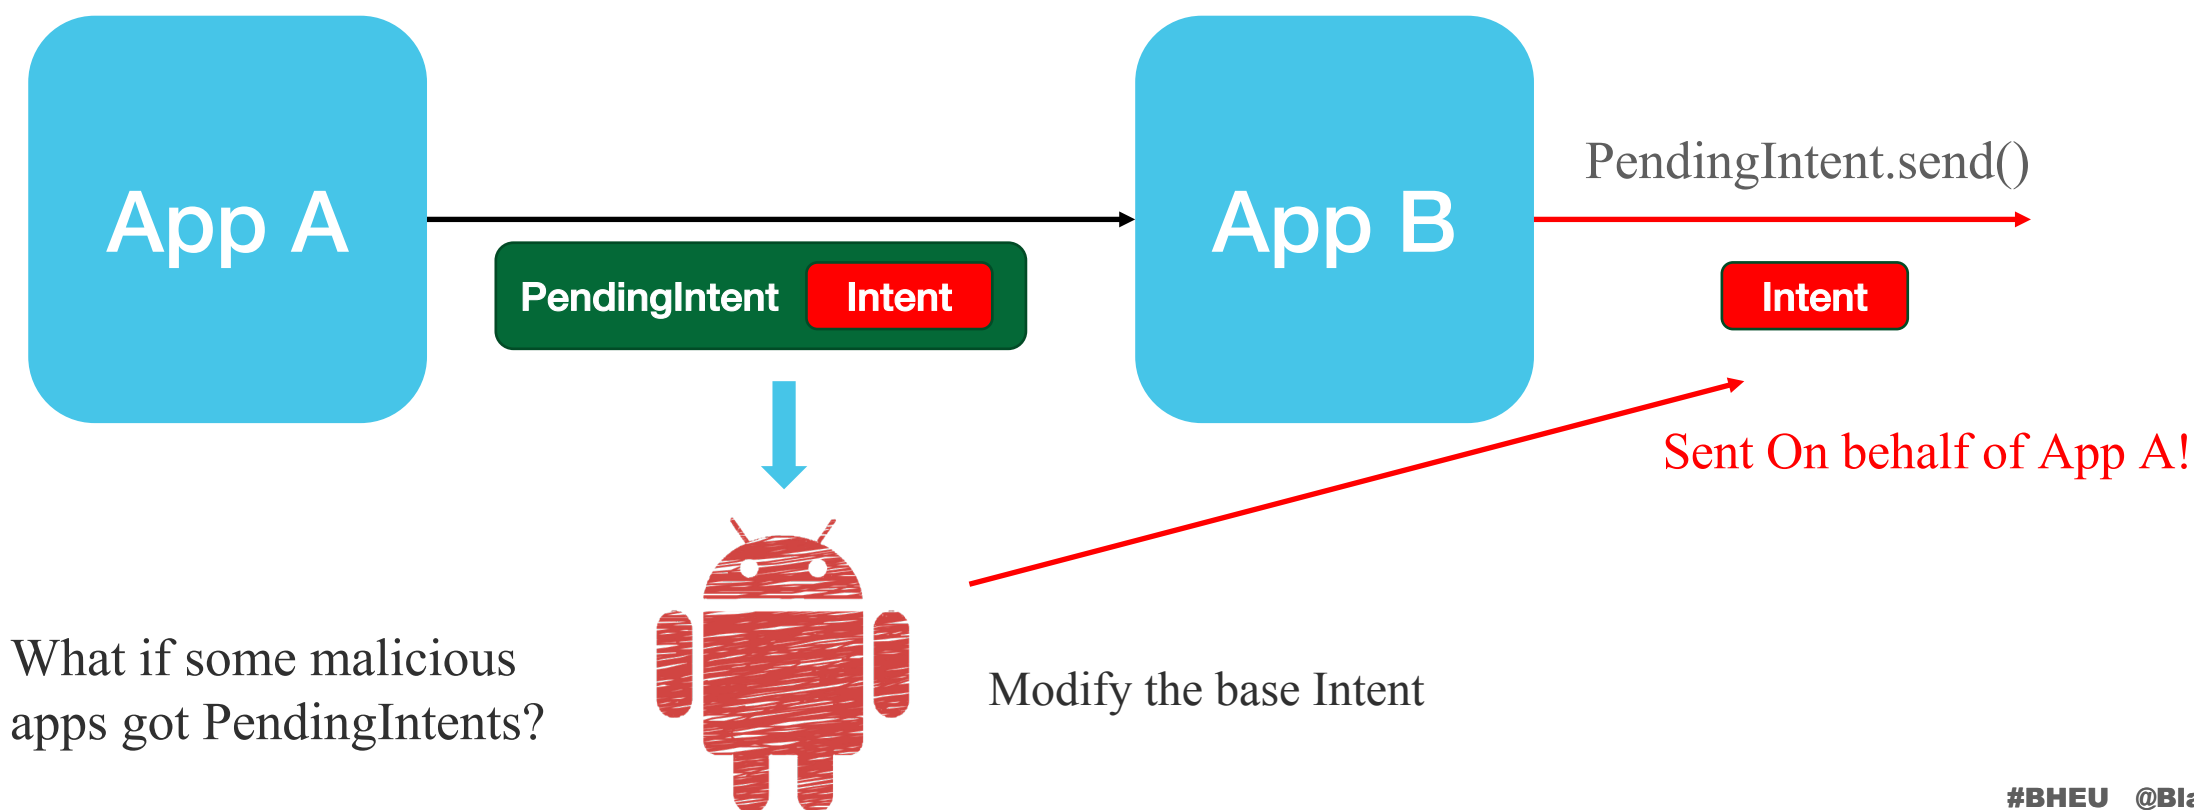 App A
PendingIntent Intent
App B
PendingIntent.send()
Intent
Sent On behalf of App A!
What if some malicious
apps got PendingIntents?
Modify the base Intent
#BHEU